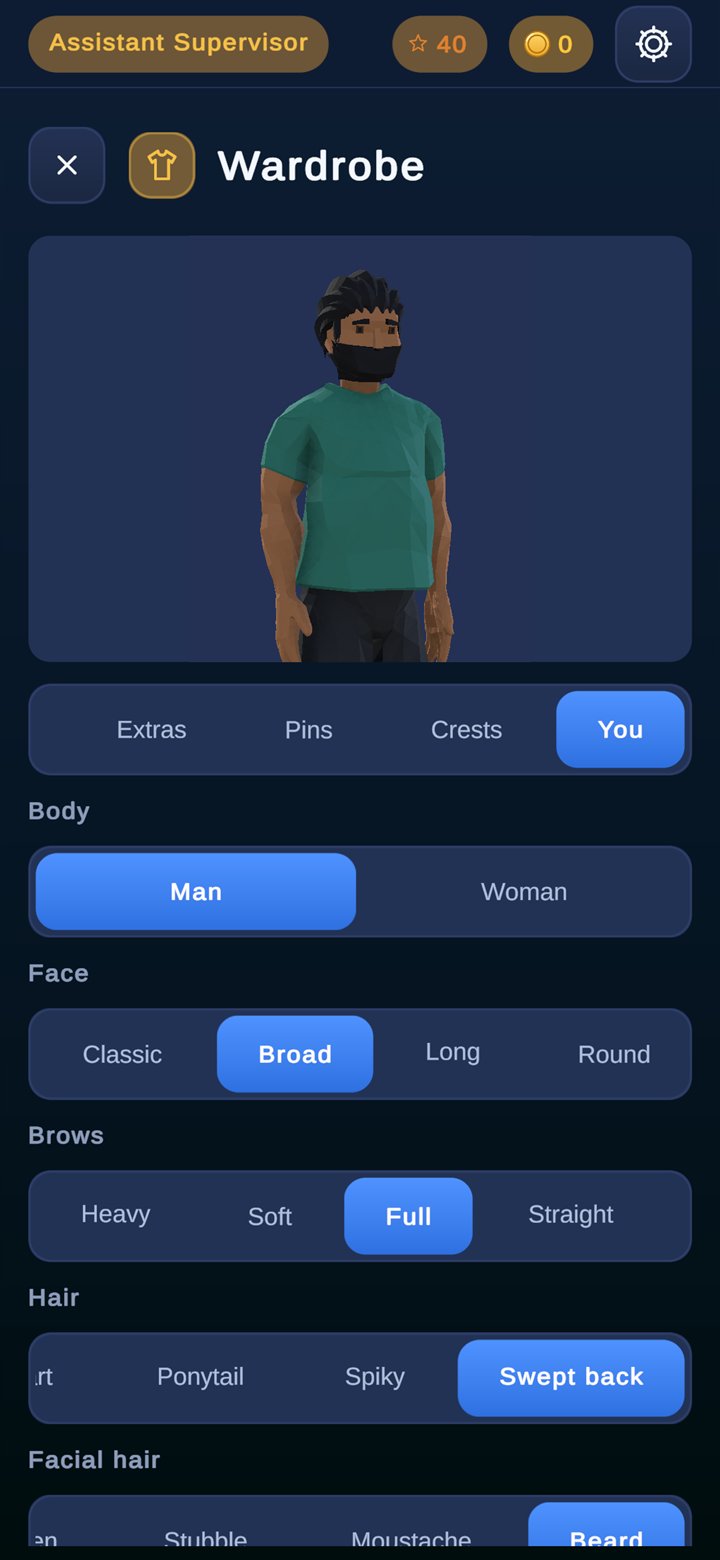 Assistant Supervisor
40
0
Wardrobe
Extras Pins Crests You
Body
Man Woman
Face
Classic Broad Long Round
Brows
Heavy Soft Full Straight
Hair
Ponytail Spiky Swept back
Facial hair
Stubble Moustache Beard